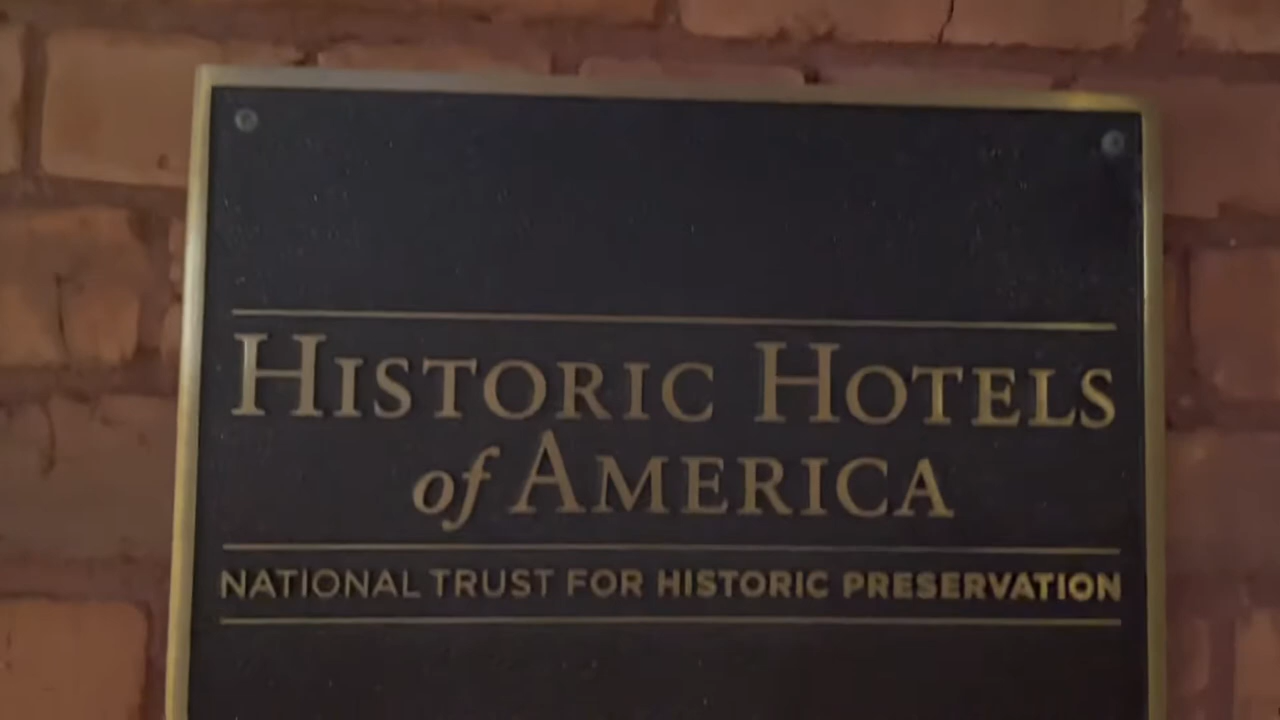 HISTORIC HOTELS
of AMERICA
NATIONAL TRUST FOR HISTORIC PRESERVATION